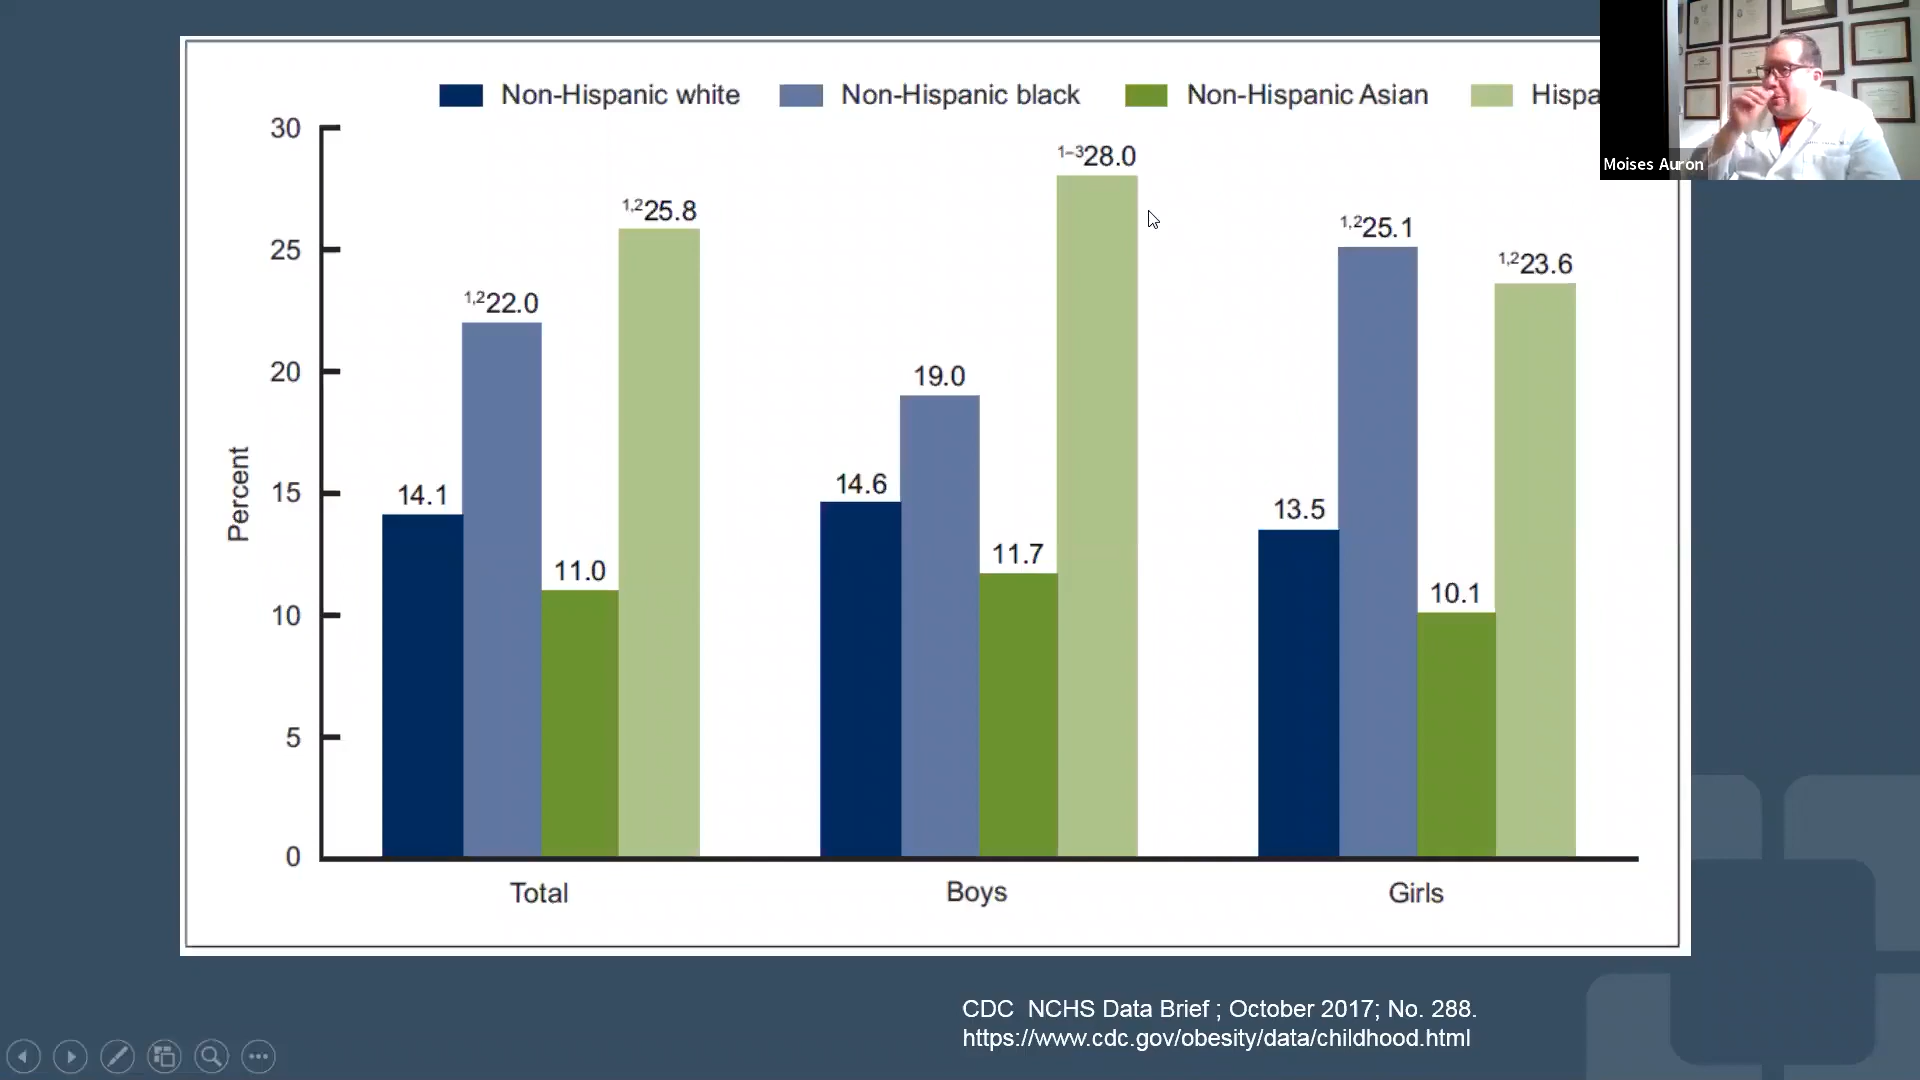 Non-Hispanic white Non-Hispanic black Non-Hispanic Asian Hispa
Moises Auron
Percent
30
25
20
15
10
5
0
14.1
1,222.0
11.0
1,225.8
14.6
19.0
11.7
1–328.0
13.5
1,225.1
10.1
1,223.6
Total
Boys
Girls
CDC NCHS Data Brief ; October 2017; No. 288.
https://www.cdc.gov/obesity/data/childhood.html